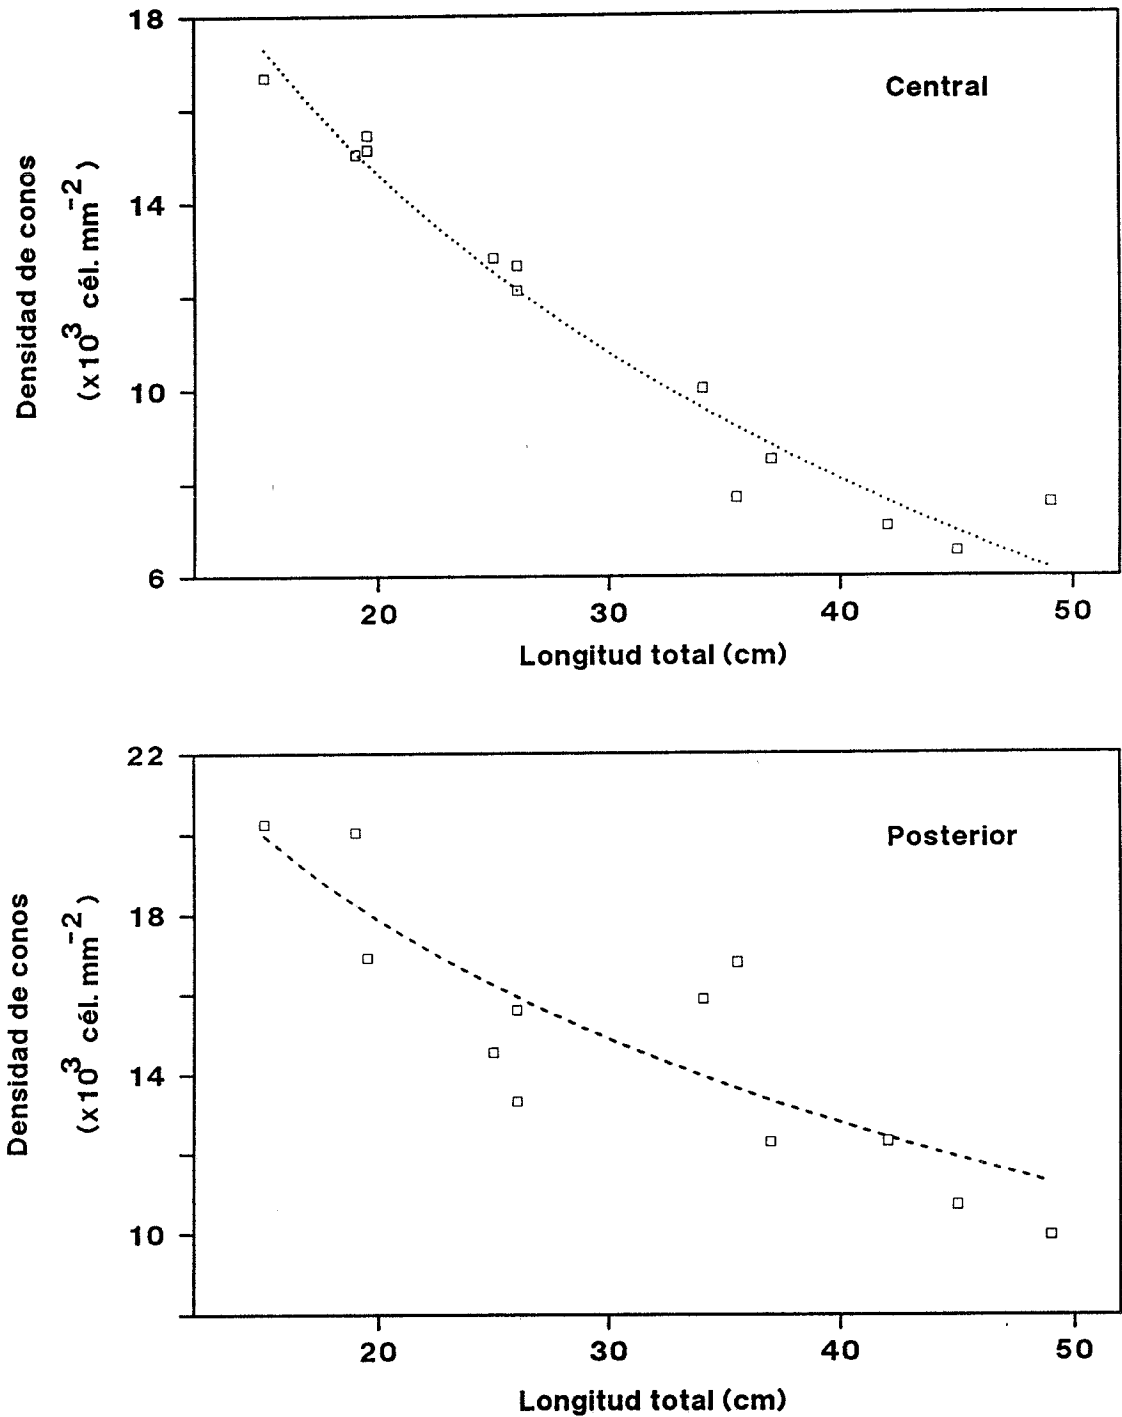 18
Central
14
10
6
Densidad de conos
(x10³ cél. mm⁻²)
20 30 40 50
Longitud total (cm)
22
Posterior
18
14
10
Densidad de conos
(x10³ cél. mm⁻²)
20 30 40 50
Longitud total (cm)